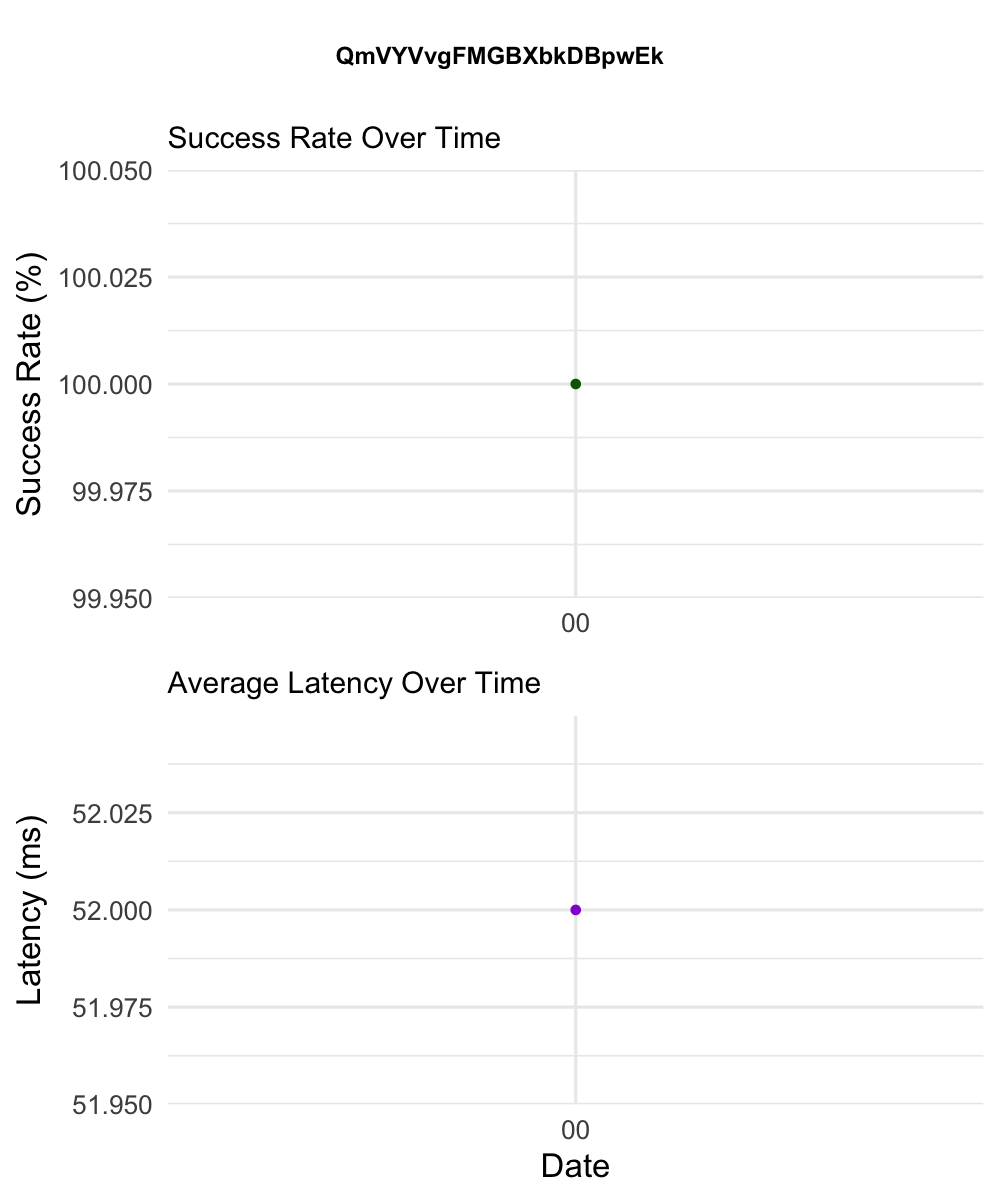 QmVYVvgFMGBXbkDBpwEk
Success Rate Over Time
Success Rate (%)
100.050
100.025
100.000
99.975
99.950
00
Average Latency Over Time
Latency (ms)
52.025
52.000
51.975
51.950
00
Date